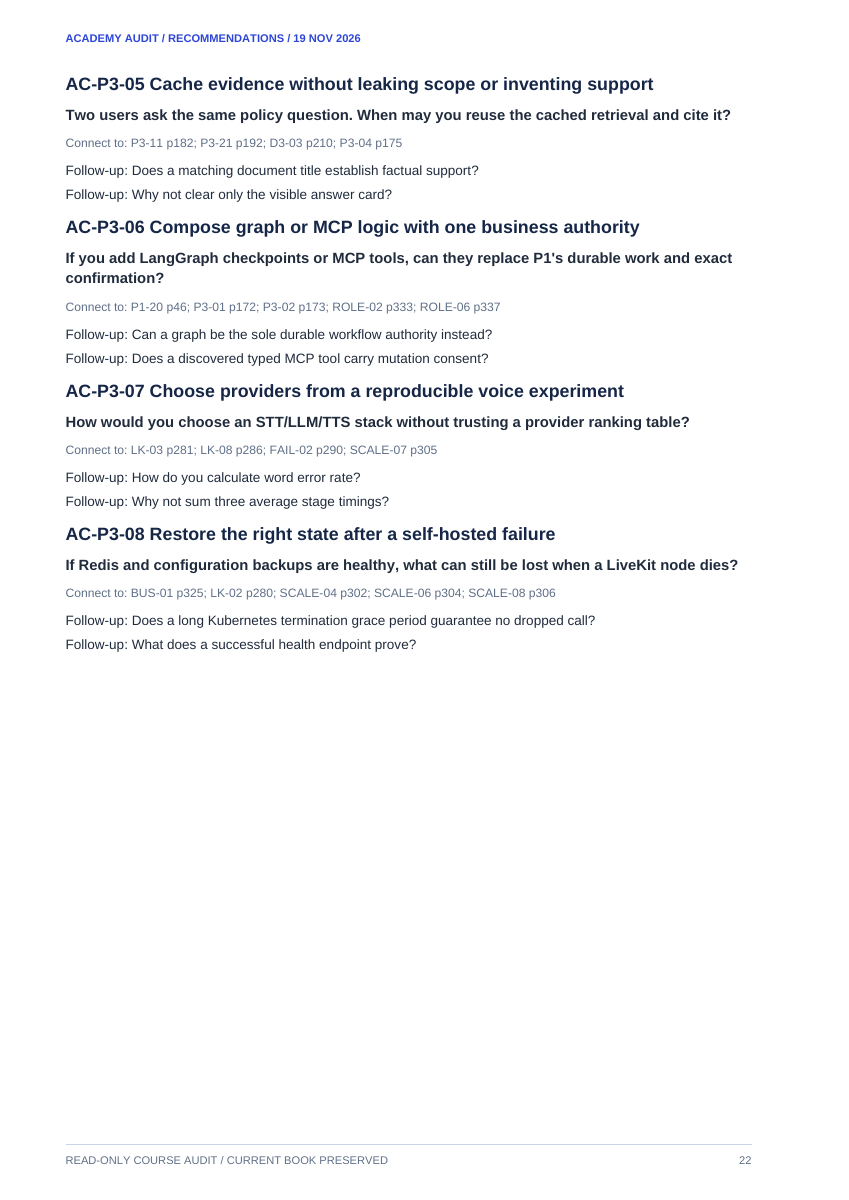 ACADEMY AUDIT / RECOMMENDATIONS / 19 NOV 2026
AC-P3-05 Cache evidence without leaking scope or inventing support
Two users ask the same policy question. When may you reuse the cached retrieval and cite it?
Connect to: P3-11 p182; P3-21 p192; D3-03 p210; P3-04 p175
Follow-up: Does a matching document title establish factual support?
Follow-up: Why not clear only the visible answer card?
AC-P3-06 Compose graph or MCP logic with one business authority
If you add LangGraph checkpoints or MCP tools, can they replace P1's durable work and exact
confirmation?
Connect to: P1-20 p46; P3-01 p172; P3-02 p173; ROLE-02 p333; ROLE-06 p337
Follow-up: Can a graph be the sole durable workflow authority instead?
Follow-up: Does a discovered typed MCP tool carry mutation consent?
AC-P3-07 Choose providers from a reproducible voice experiment
How would you choose an STT/LLM/TTS stack without trusting a provider ranking table?
Connect to: LK-03 p281; LK-08 p286; FAIL-02 p290; SCALE-07 p305
Follow-up: How do you calculate word error rate?
Follow-up: Why not sum three average stage timings?
AC-P3-08 Restore the right state after a self-hosted failure
If Redis and configuration backups are healthy, what can still be lost when a LiveKit node dies?
Connect to: BUS-01 p325; LK-02 p280; SCALE-04 p302; SCALE-06 p304; SCALE-08 p306
Follow-up: Does a long Kubernetes termination grace period guarantee no dropped call?
Follow-up: What does a successful health endpoint prove?
READ-ONLY COURSE AUDIT / CURRENT BOOK PRESERVED
22